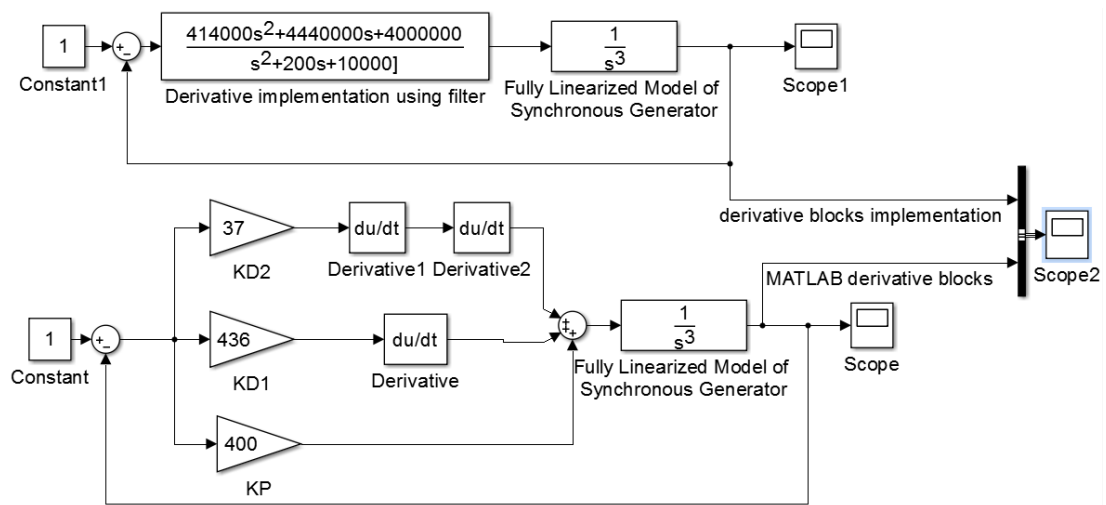 1
Constant1
+
-
414000s²+4440000s+4000000
s²+200s+10000]
Derivative implementation using filter
1
s³
Fully Linearized Model of
Synchronous Generator
Scope1
derivative blocks implementation
MATLAB derivative blocks
Scope2
37
KD2
du/dt
Derivative1
du/dt
Derivative2
1
Constant
+
-
436
KD1
du/dt
Derivative
+
+
+
1
s³
Fully Linearized Model of
Synchronous Generator
Scope
400
KP